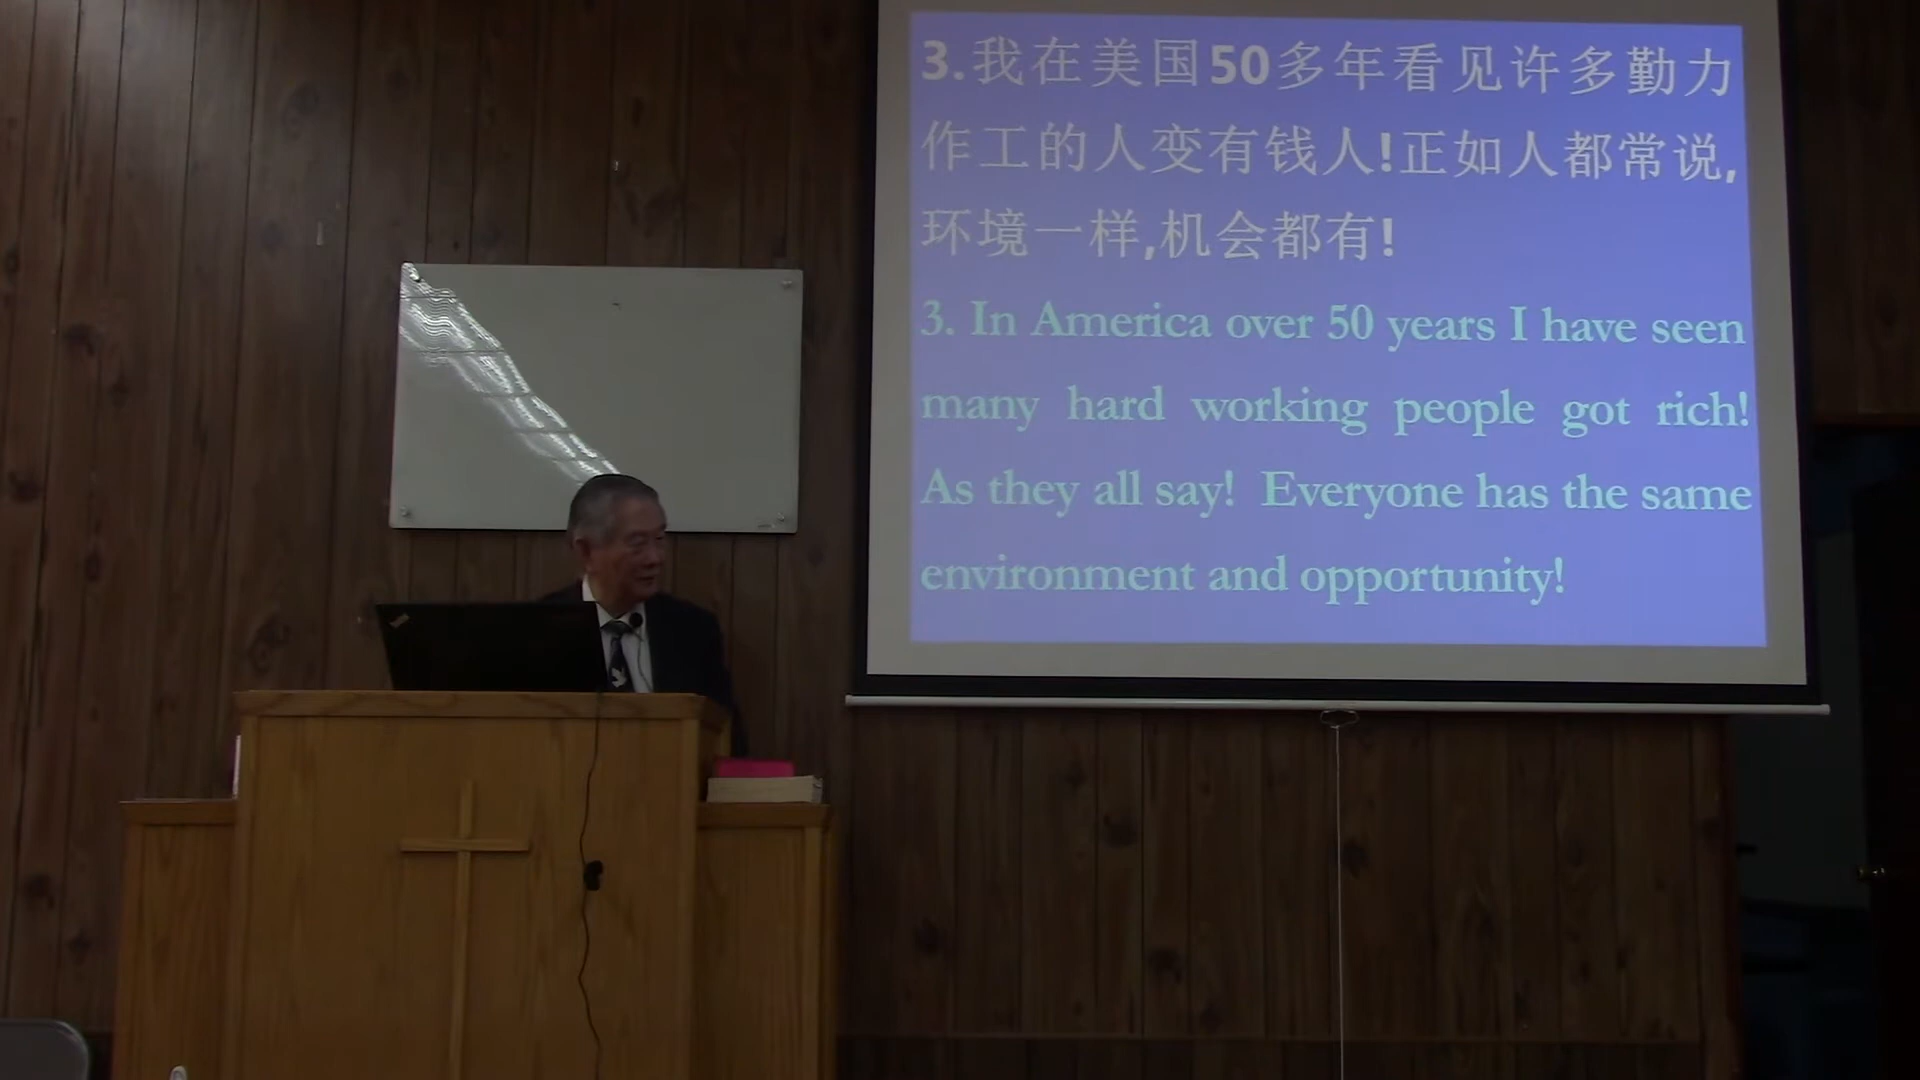 3.我在美国50多年看见许多勤力
作工的人变有钱人!正如人都常说,
环境一样,机会都有!
3. In America over 50 years I have seen
many hard working people got rich!
As they all say! Everyone has the same
environment and opportunity!